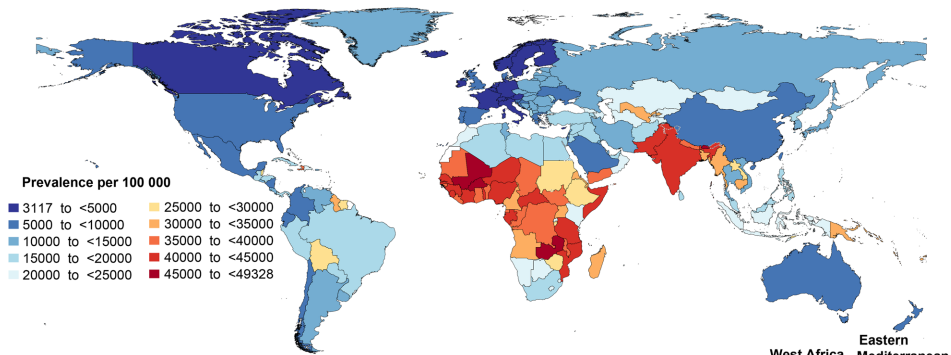 Prevalence per 100 000
3117 to <5000
5000 to <10000
10000 to <15000
15000 to <20000
20000 to <25000
25000 to <30000
30000 to <35000
35000 to <40000
40000 to <45000
45000 to <49328
Eastern
West Africa Mediterranean